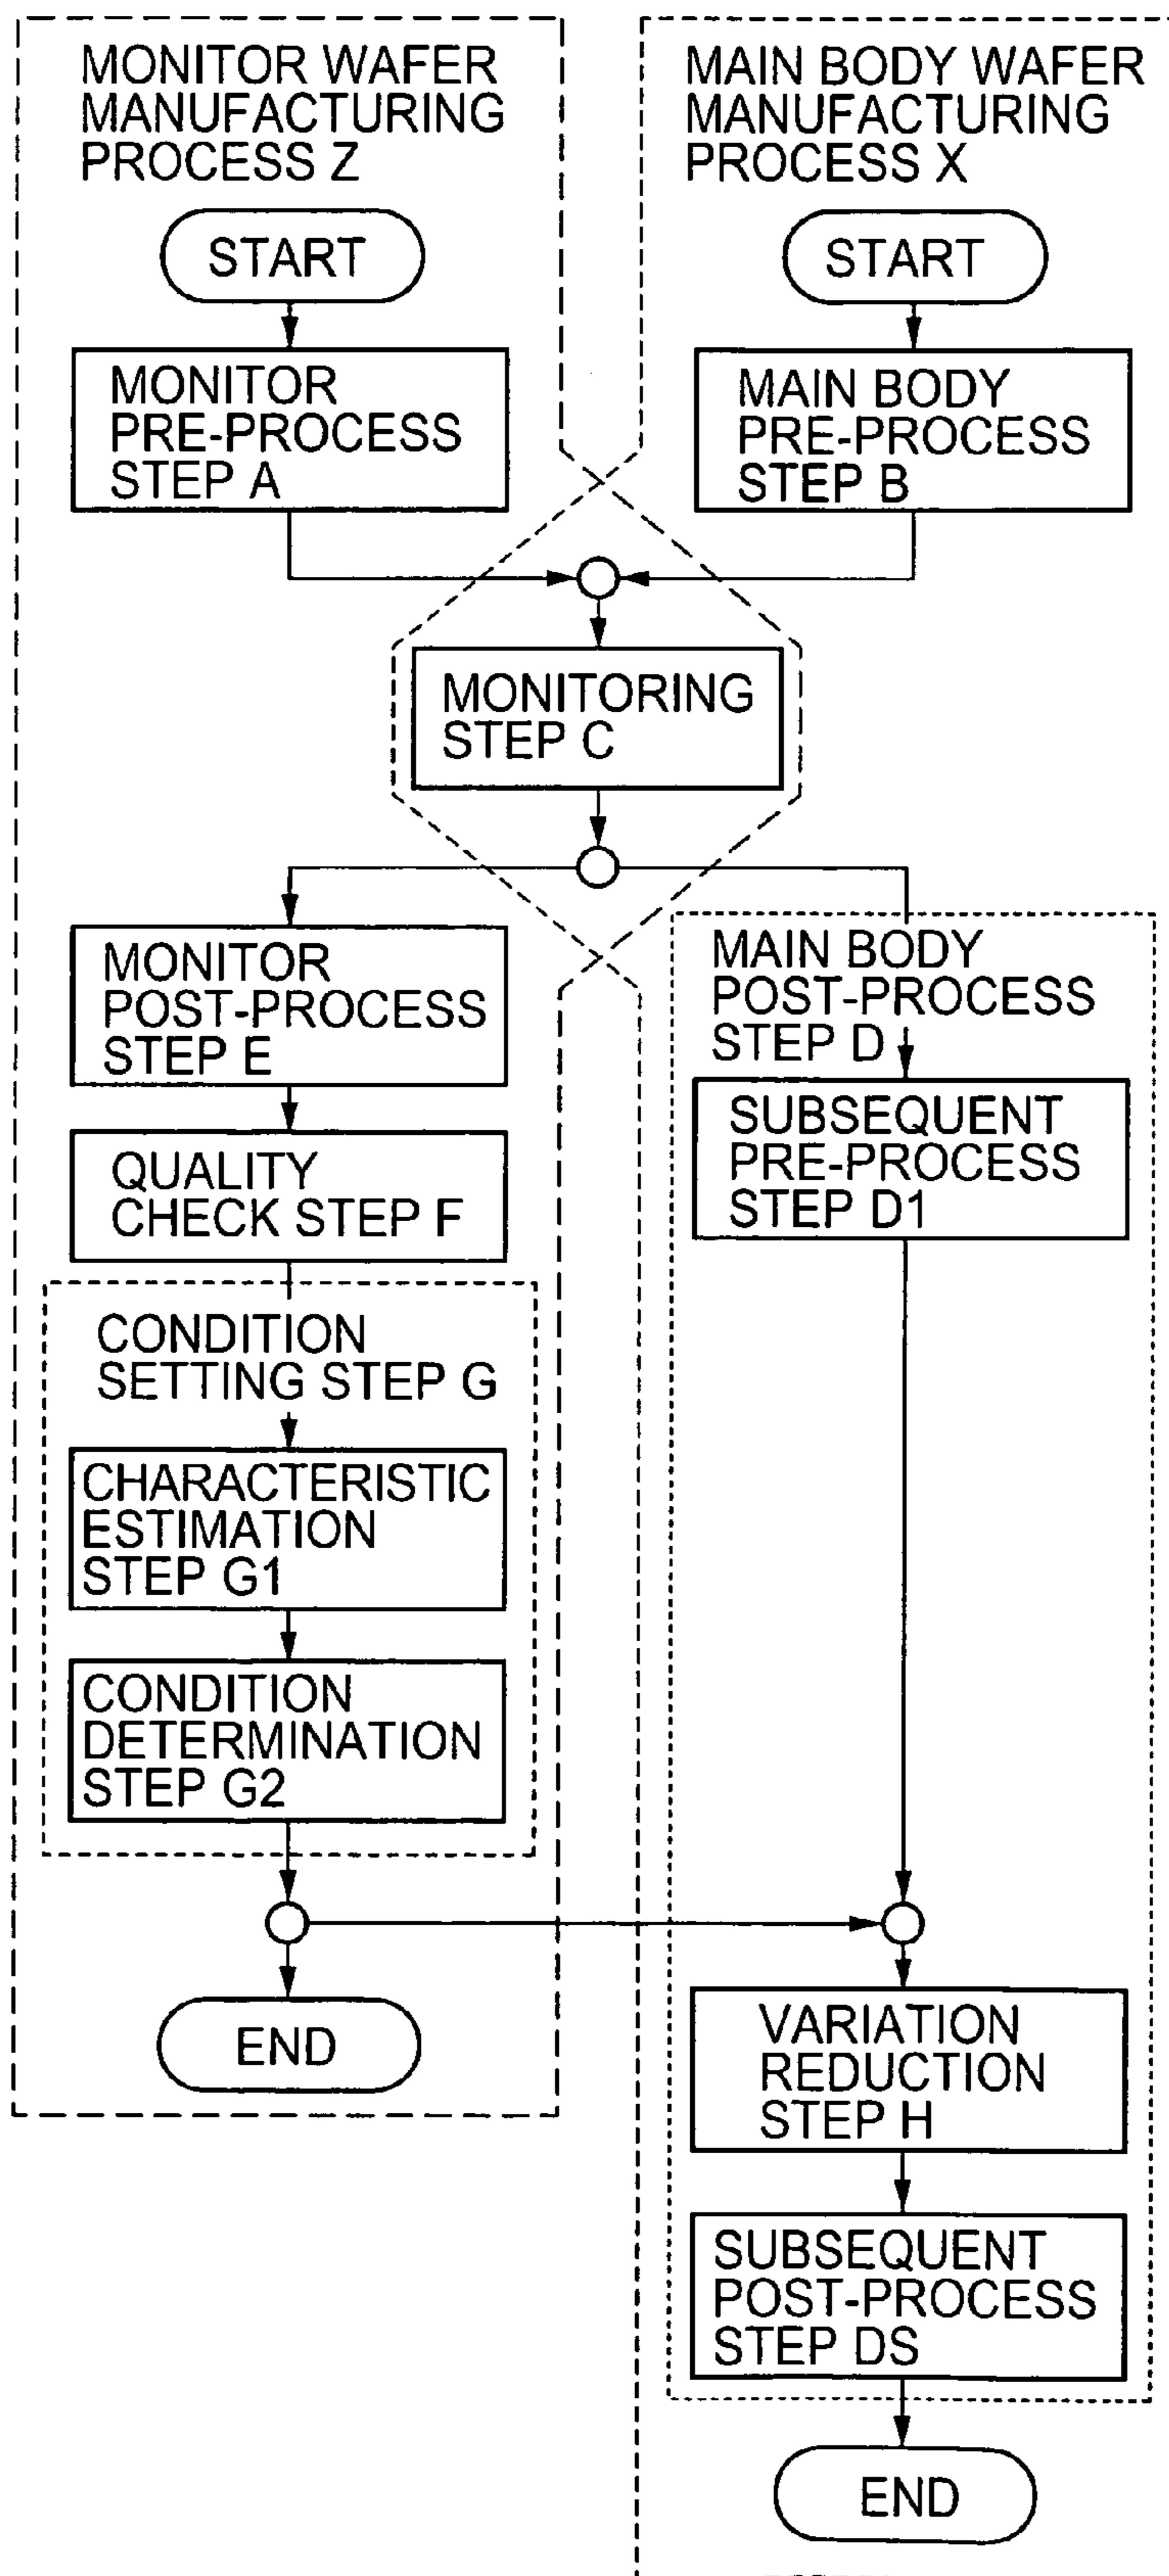 MONITOR WAFER
MANUFACTURING
PROCESS Z
START
MONITOR
PRE-PROCESS
STEP A
MAIN BODY WAFER
MANUFACTURING
PROCESS X
START
MAIN BODY
PRE-PROCESS
STEP B
MONITORING
STEP C
MONITOR
POST-PROCESS
STEP E
QUALITY
CHECK STEP F
CONDITION
SETTING STEP G
CHARACTERISTIC
ESTIMATION
STEP G1
CONDITION
DETERMINATION
STEP G2
END
MAIN BODY
POST-PROCESS
STEP D
SUBSEQUENT
PRE-PROCESS
STEP D1
VARIATION
REDUCTION
STEP H
SUBSEQUENT
POST-PROCESS
STEP DS
END